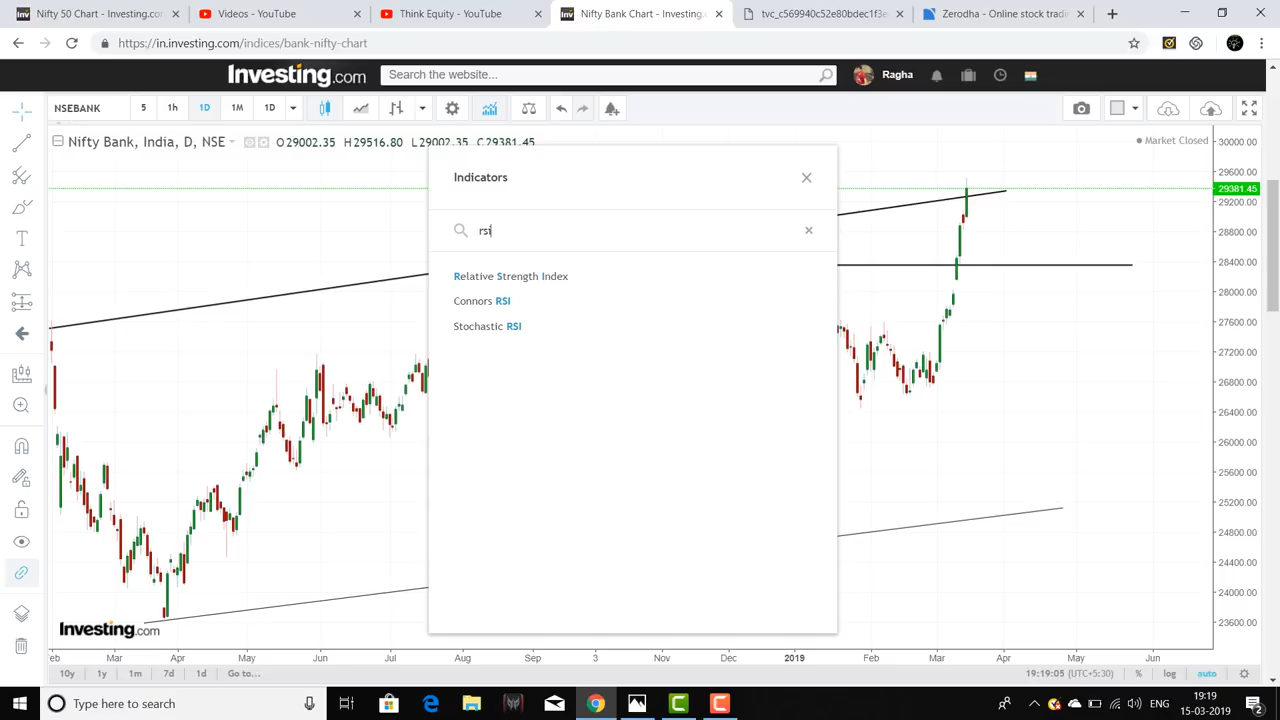 Nifty 50 Chart - Investing.com
Videos - YouTube
Think Equity - YouTube
Nifty Bank Chart - Investing.c
tvc_c569940c52e80bdec1f3e
Zerodha - Online stock tradin
https://in.investing.com/indices/bank-nifty-chart
Investing.com
Search the website...
Ragha
NSEBANK
5
1h
1D
1M
1D
Nifty Bank, India, D, NSE
O29002.35 H29516.80 L29002.35 C29381.45
Market Closed
Indicators
rsi
Relative Strength Index
Connors RSI
Stochastic RSI
30000.00
29600.00
29381.45
29200.00
28800.00
28400.00
28000.00
27600.00
27200.00
26800.00
26400.00
26000.00
25600.00
25200.00
24800.00
24400.00
24000.00
23600.00
Investing.com
eb Mar Apr May Jun Jul Aug Sep 3 Nov Dec 2019 Feb Mar Apr May Jun
10y 1y 1m 7d 1d Go to...
19:19:05 (UTC+5:30) % log auto
Type here to search
ENG
19:19
15-03-2019
2